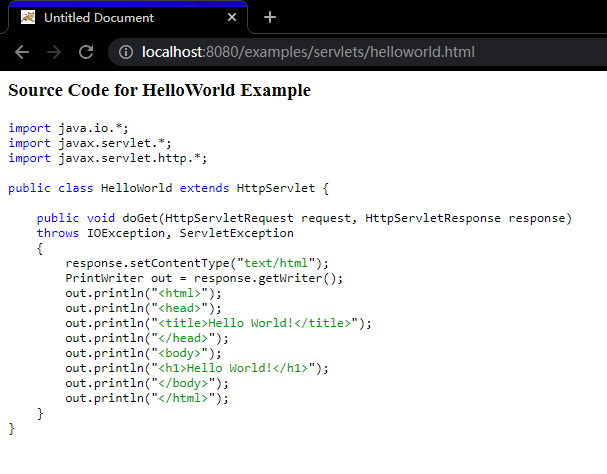 Untitled Document
localhost:8080/examples/servlets/helloworld.html
Source Code for HelloWorld Example
import java.io.*;
import javax.servlet.*;
import javax.servlet.http.*;
public class HelloWorld extends HttpServlet {
    public void doGet(HttpServletRequest request, HttpServletResponse response)
    throws IOException, ServletException
    {
        response.setContentType("text/html");
        PrintWriter out = response.getWriter();
        out.println("<html>");
        out.println("<head>");
        out.println("<title>Hello World!</title>");
        out.println("</head>");
        out.println("<body>");
        out.println("<h1>Hello World!</h1>");
        out.println("</body>");
        out.println("</html>");
    }
}